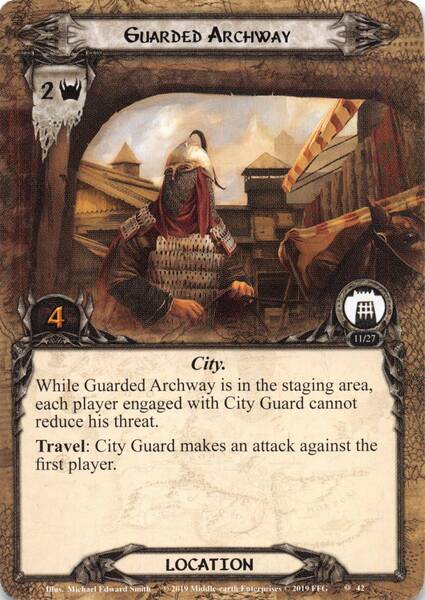 Guarded Archway
2
4
11/27
City.
While Guarded Archway is in the staging area,
each player engaged with City Guard cannot
reduce his threat.
Travel: City Guard makes an attack against the
first player.
LOCATION
Illus. Michael Edward Smith © 2019 Middle-earth Enterprises © 2019 FFG 42